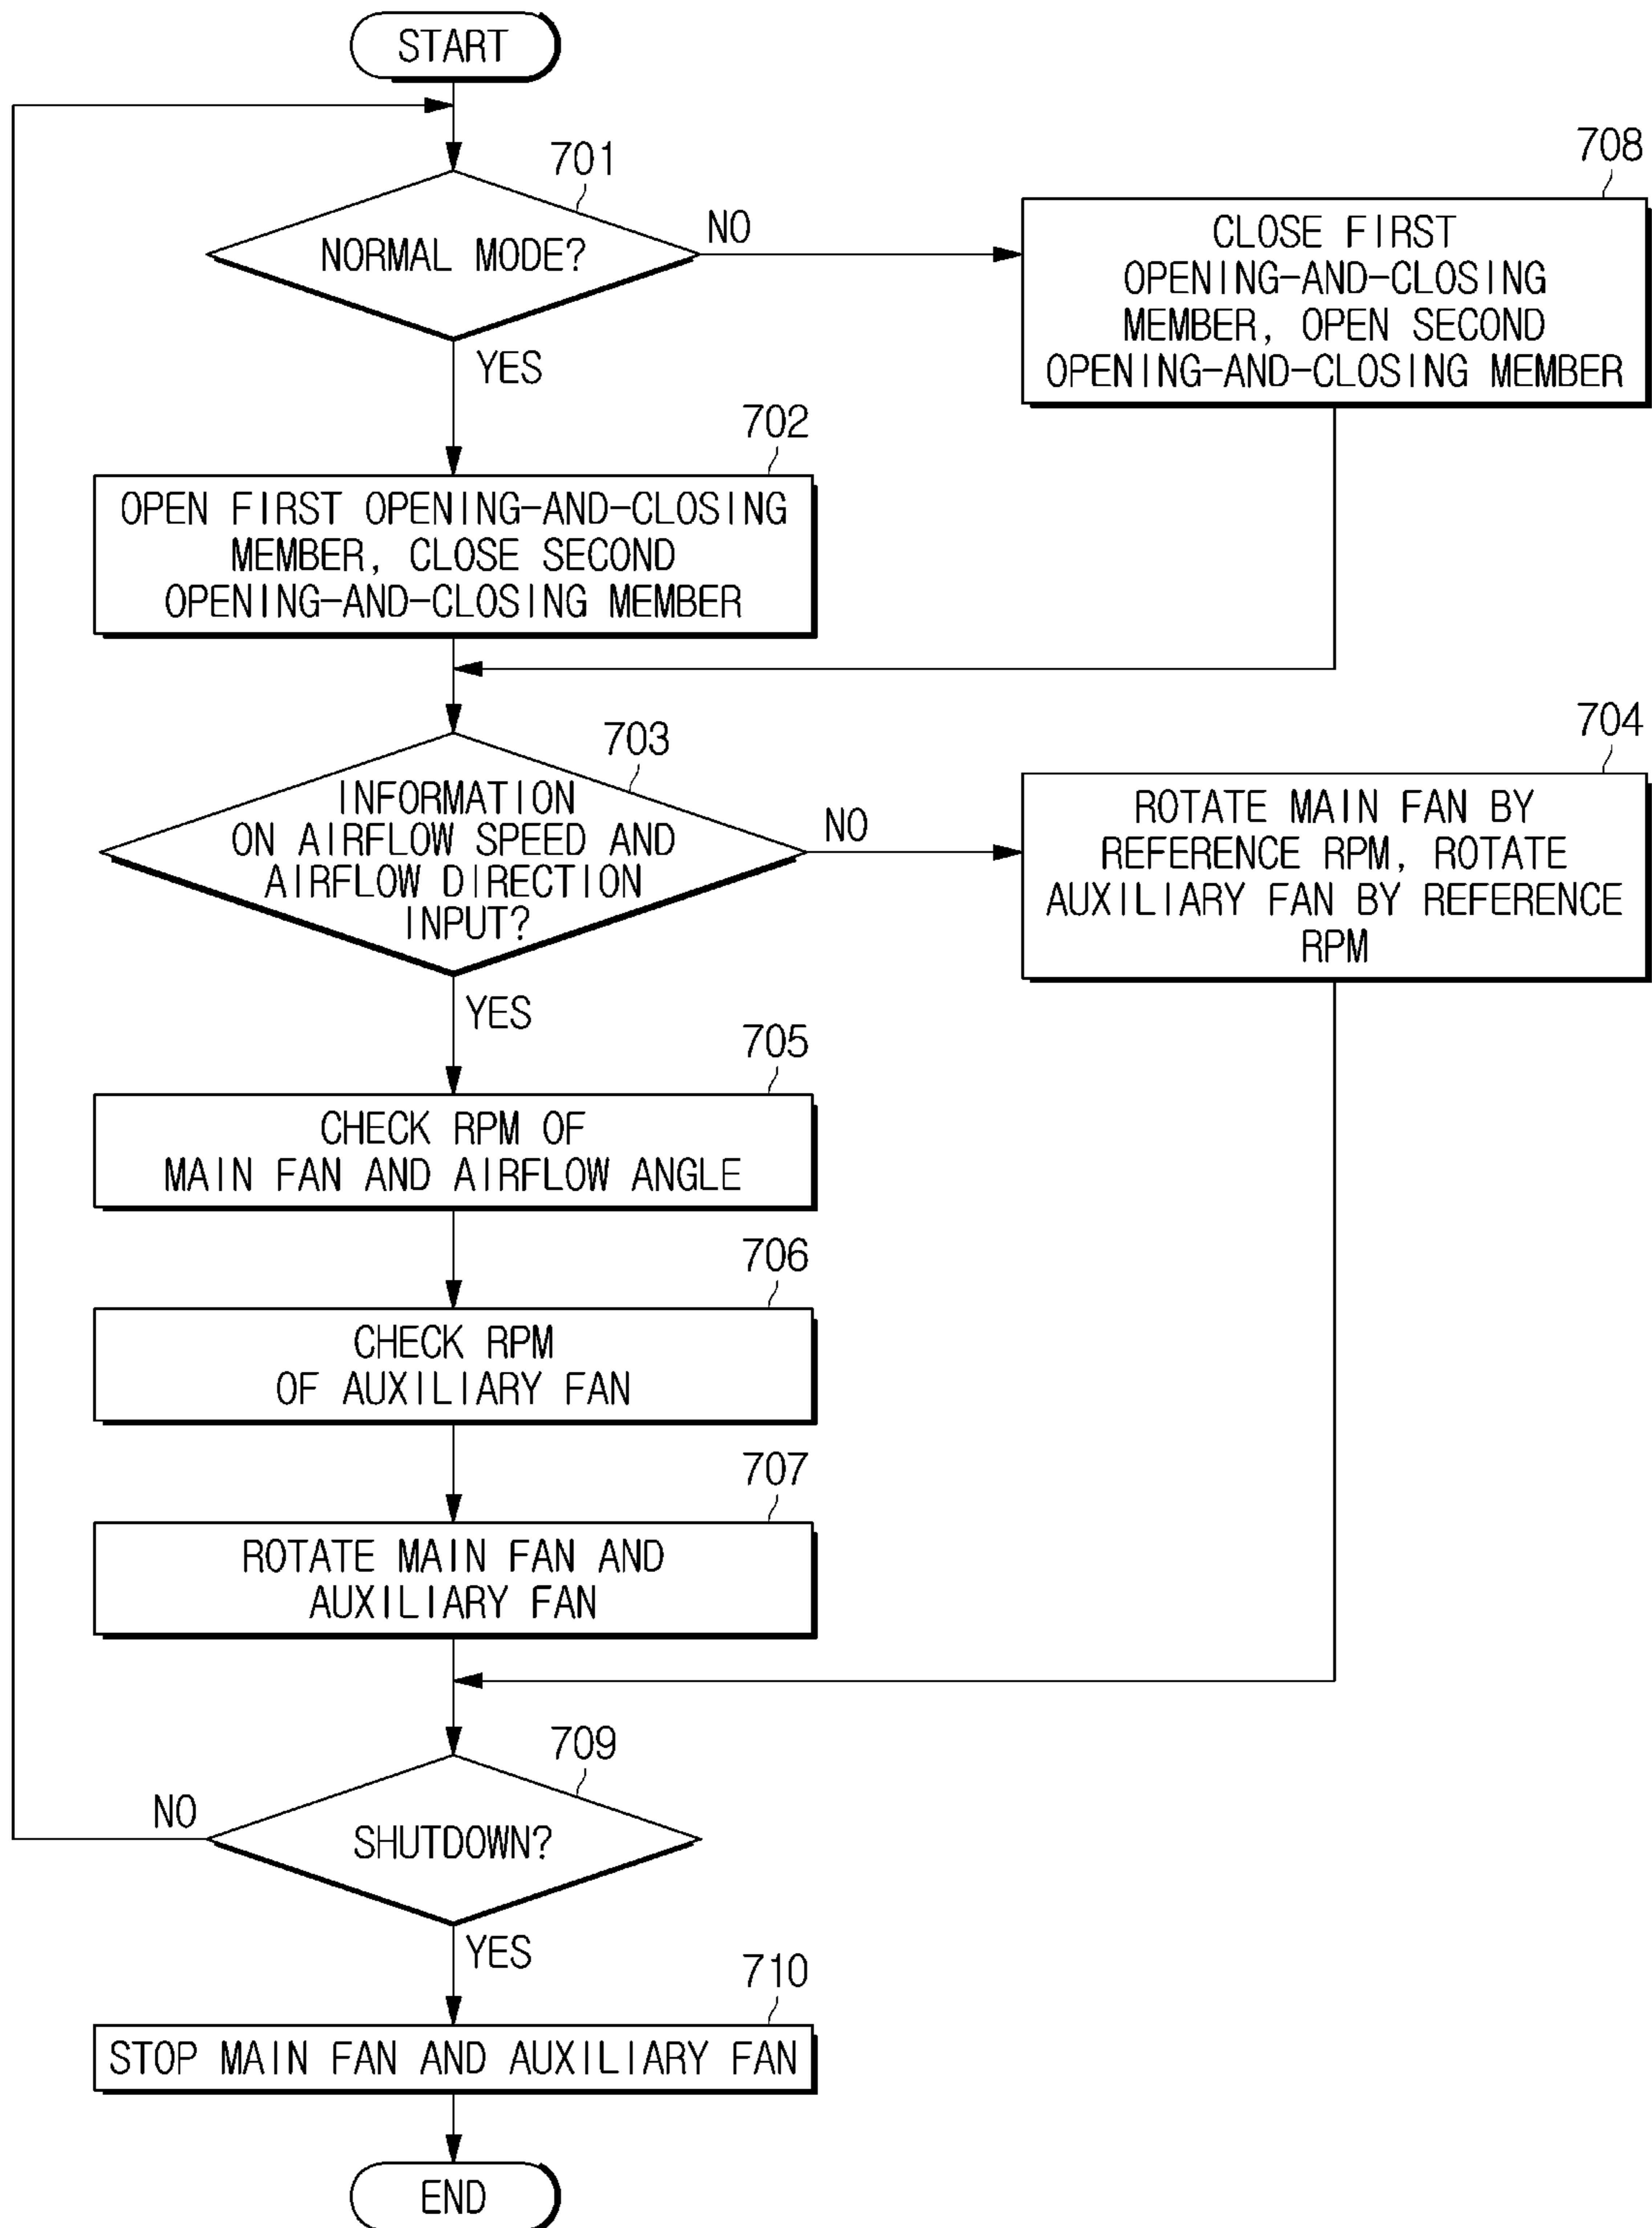 START
701
NORMAL MODE?
NO
YES
708
CLOSE FIRST
OPENING-AND-CLOSING
MEMBER, OPEN SECOND
OPENING-AND-CLOSING MEMBER
702
OPEN FIRST OPENING-AND-CLOSING
MEMBER, CLOSE SECOND
OPENING-AND-CLOSING MEMBER
703
INFORMATION
ON AIRFLOW SPEED AND
AIRFLOW DIRECTION
INPUT?
NO
YES
704
ROTATE MAIN FAN BY
REFERENCE RPM, ROTATE
AUXILIARY FAN BY REFERENCE
RPM
705
CHECK RPM OF
MAIN FAN AND AIRFLOW ANGLE
706
CHECK RPM
OF AUXILIARY FAN
707
ROTATE MAIN FAN AND
AUXILIARY FAN
709
SHUTDOWN?
NO
YES
710
STOP MAIN FAN AND AUXILIARY FAN
END